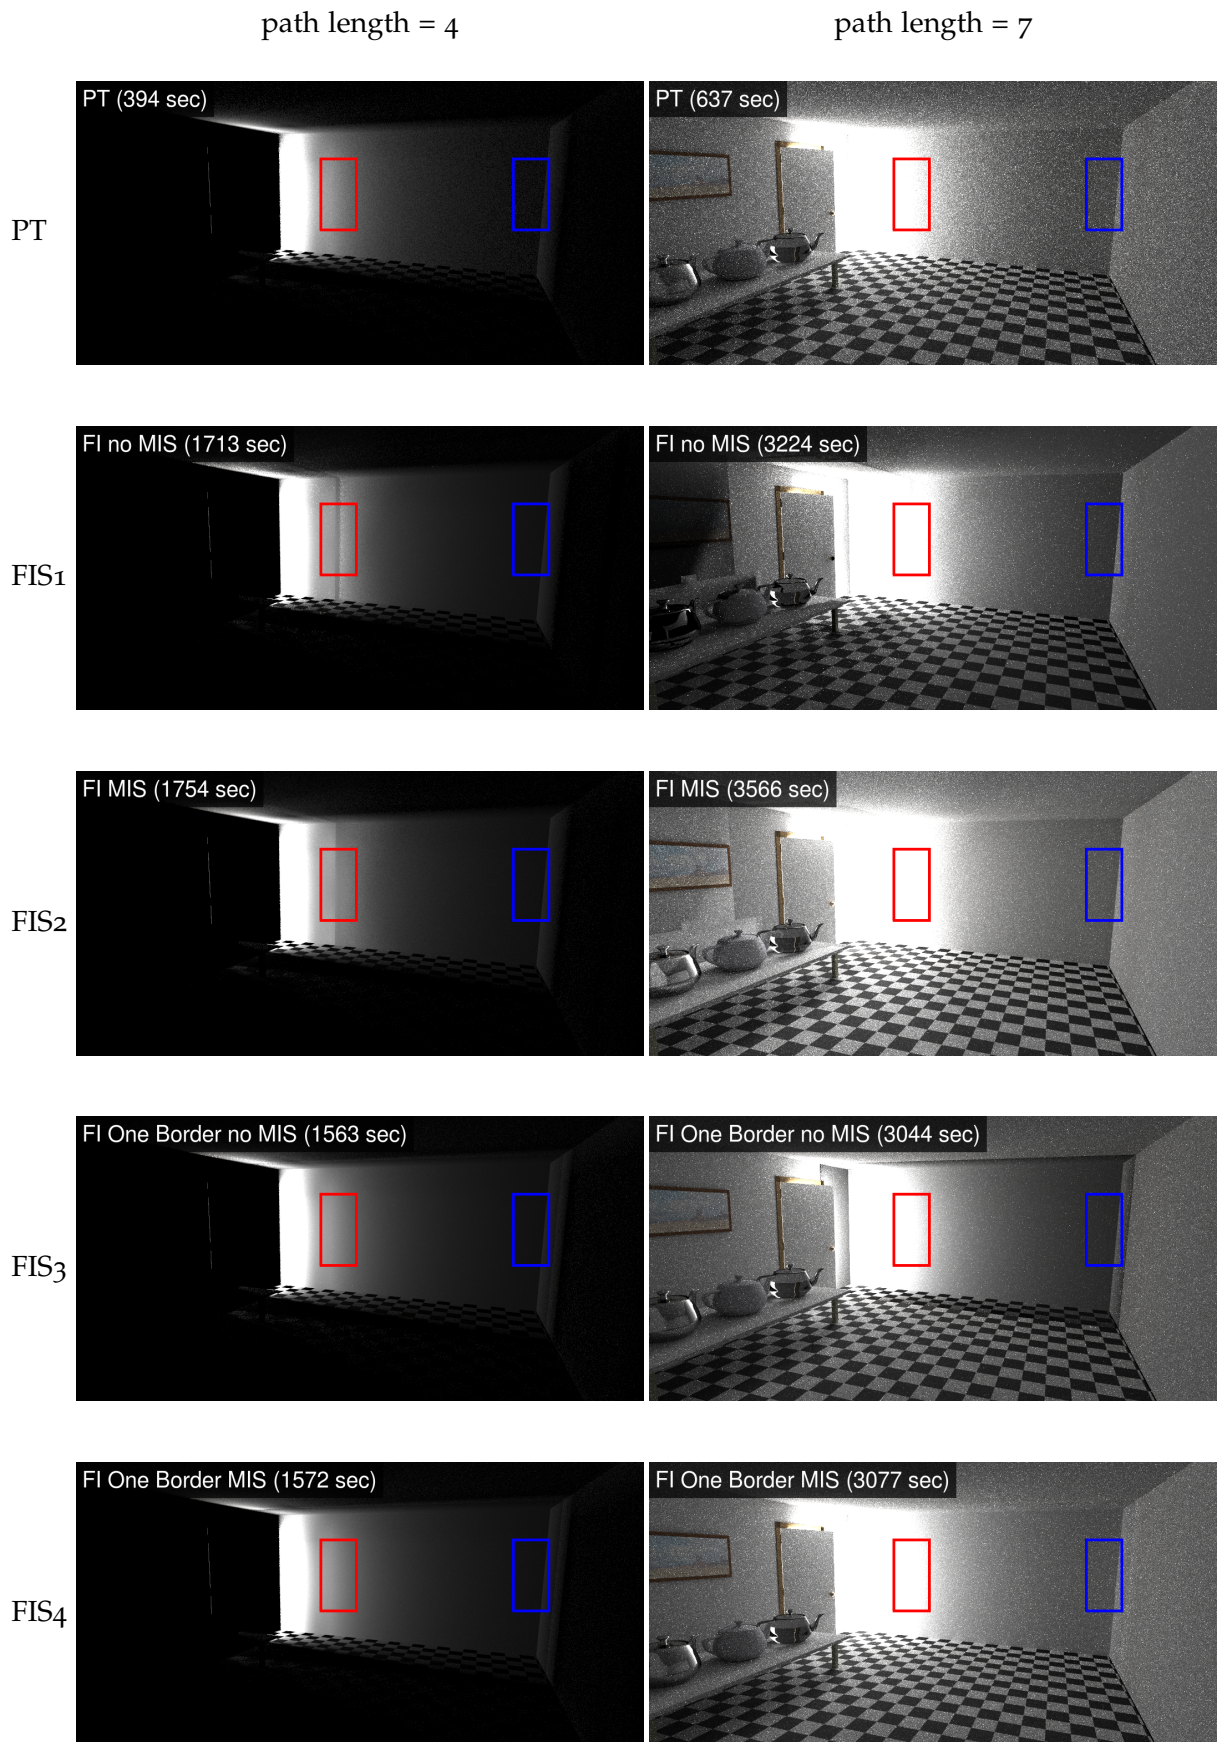 path length = 4
path length = 7
PT
PT (394 sec)
PT (637 sec)
FIS1
FI no MIS (1713 sec)
FI no MIS (3224 sec)
FIS2
FI MIS (1754 sec)
FI MIS (3566 sec)
FIS3
FI One Border no MIS (1563 sec)
FI One Border no MIS (3044 sec)
FIS4
FI One Border MIS (1572 sec)
FI One Border MIS (3077 sec)